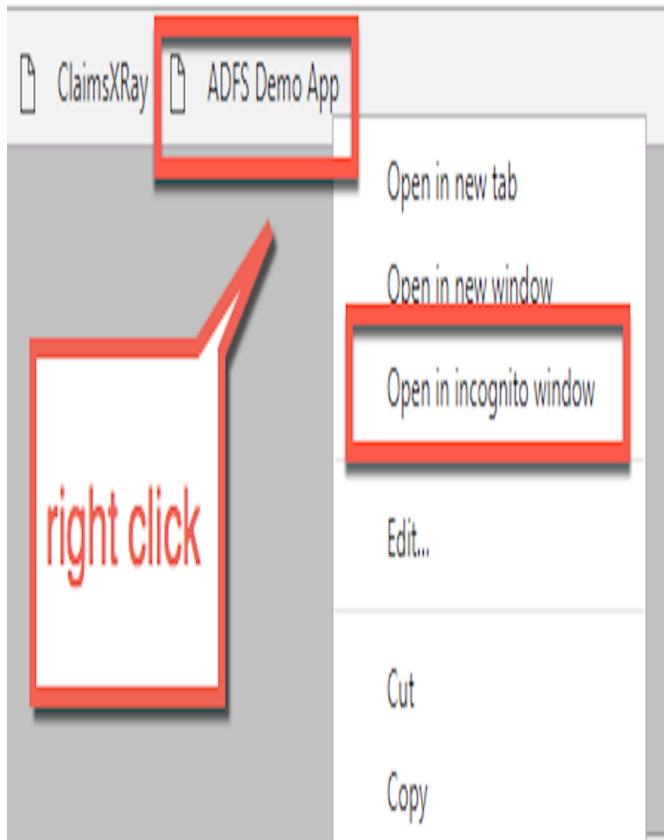 ClaimsXRay ADFS Demo App
Open in new tab
Open in new window
Open in incognito window
right click
Edit...
Cut
Copy